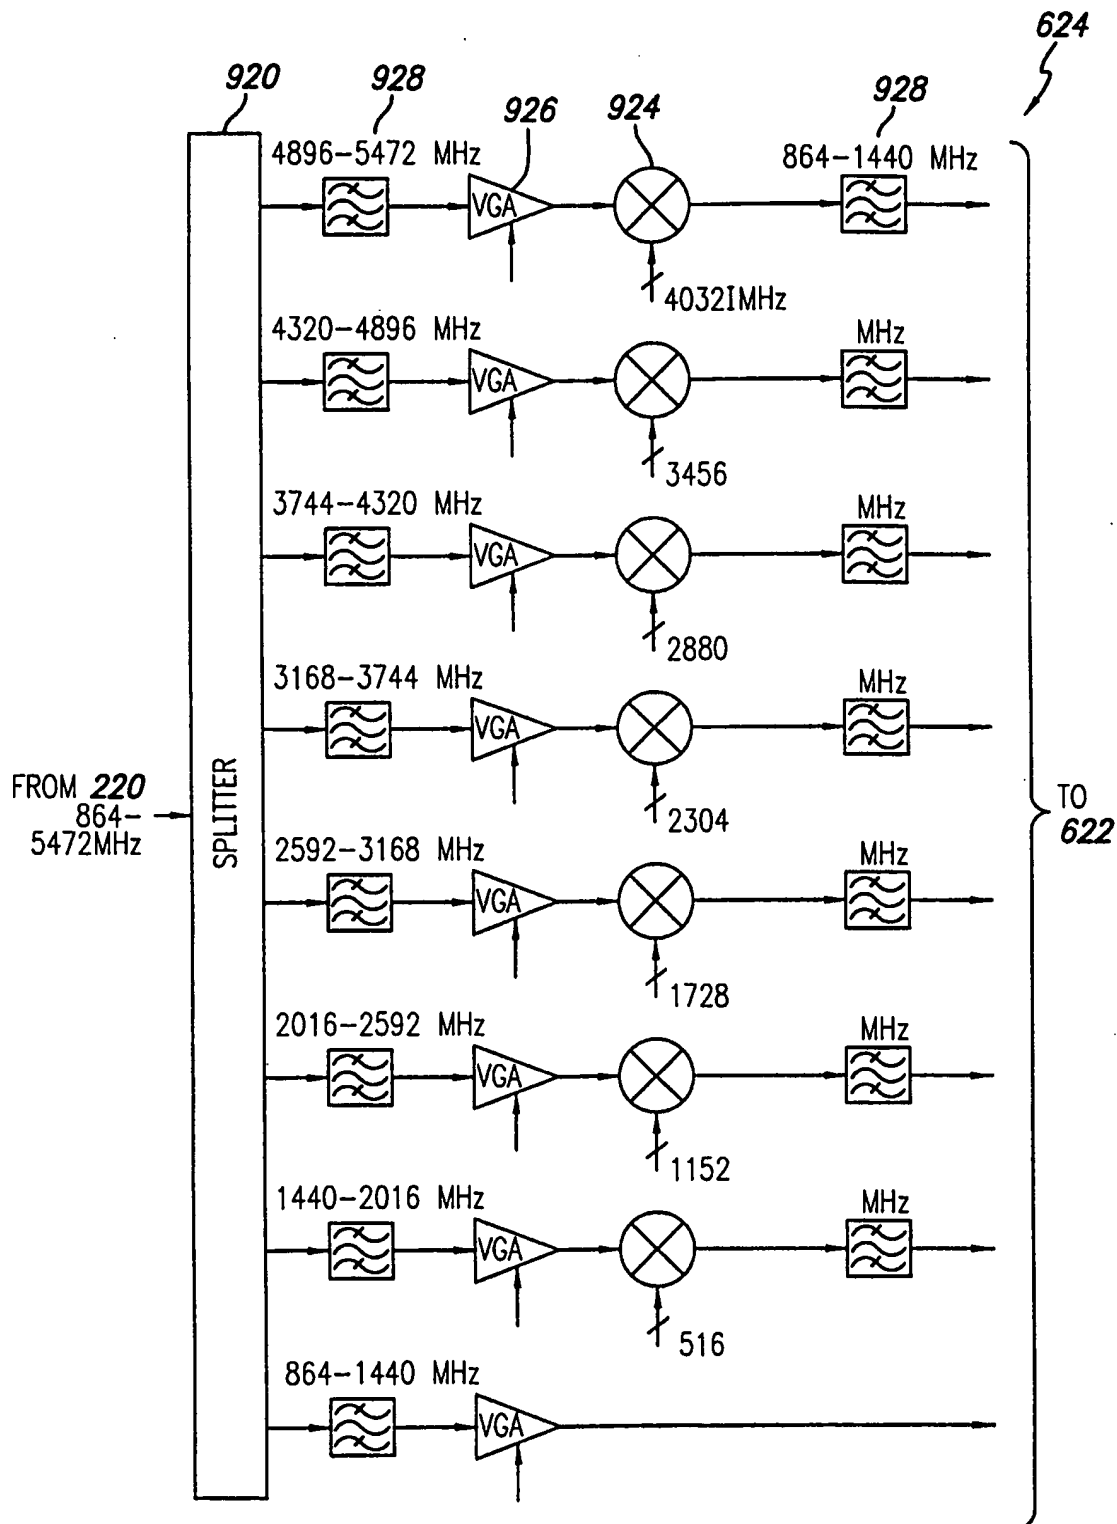 624
920
928
926
924
928
4896-5472 MHz
864-1440 MHz
VGA
4032IMHz
4320-4896 MHz
MHz
VGA
3456
3744-4320 MHz
MHz
VGA
2880
3168-3744 MHz
MHz
VGA
2304
FROM 220
864-
5472MHz
SPLITTER
TO
622
2592-3168 MHz
MHz
VGA
1728
2016-2592 MHz
MHz
VGA
1152
1440-2016 MHz
MHz
VGA
516
864-1440 MHz
VGA